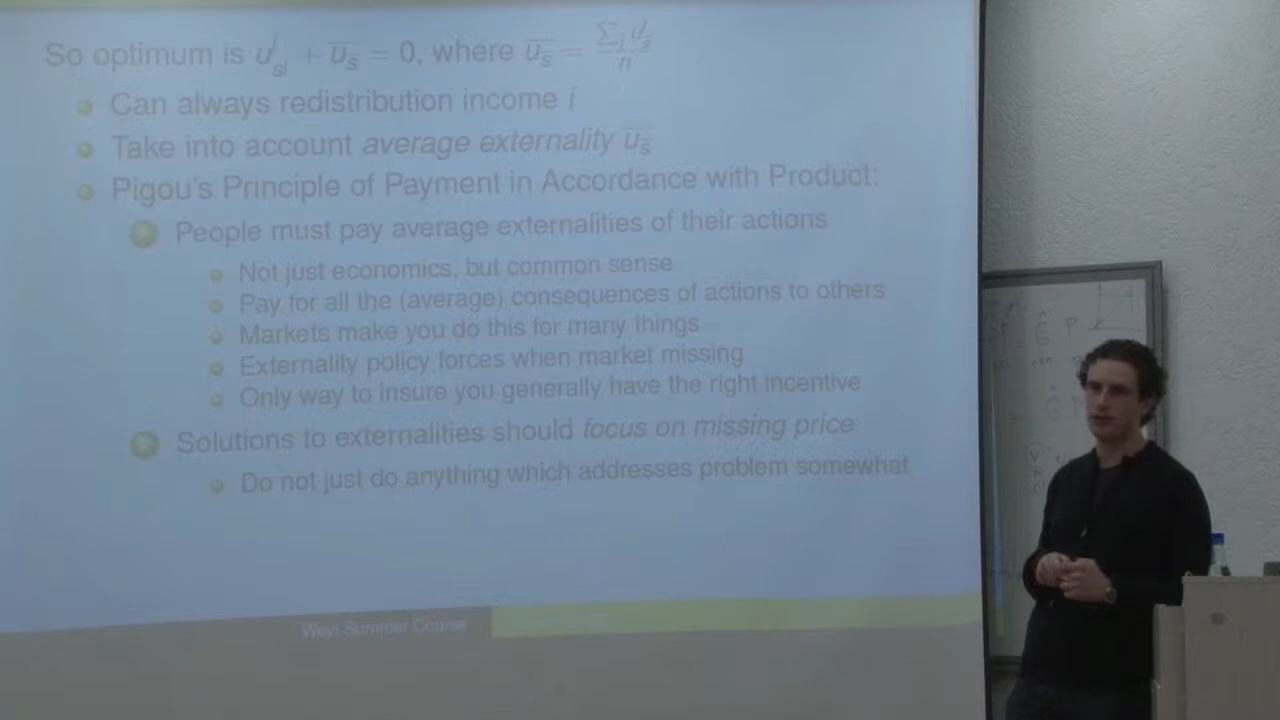 So optimum is u^i_{s^i} + \overline{u_s} = 0, where \overline{u_s} = \frac{\sum_i u^i_s}{n}
Can always redistribution income i
Take into account average externality \overline{u_s}
Pigou's Principle of Payment in Accordance with Product:
People must pay average externalities of their actions
Not just economics, but common sense
Pay for all the (average) consequences of actions to others
Markets make you do this for many things
Externality policy forces when market missing
Only way to insure you generally have the right incentive
Solutions to externalities should focus on missing price
Do not just do anything which addresses problem somewhat
Weyl Summer Course